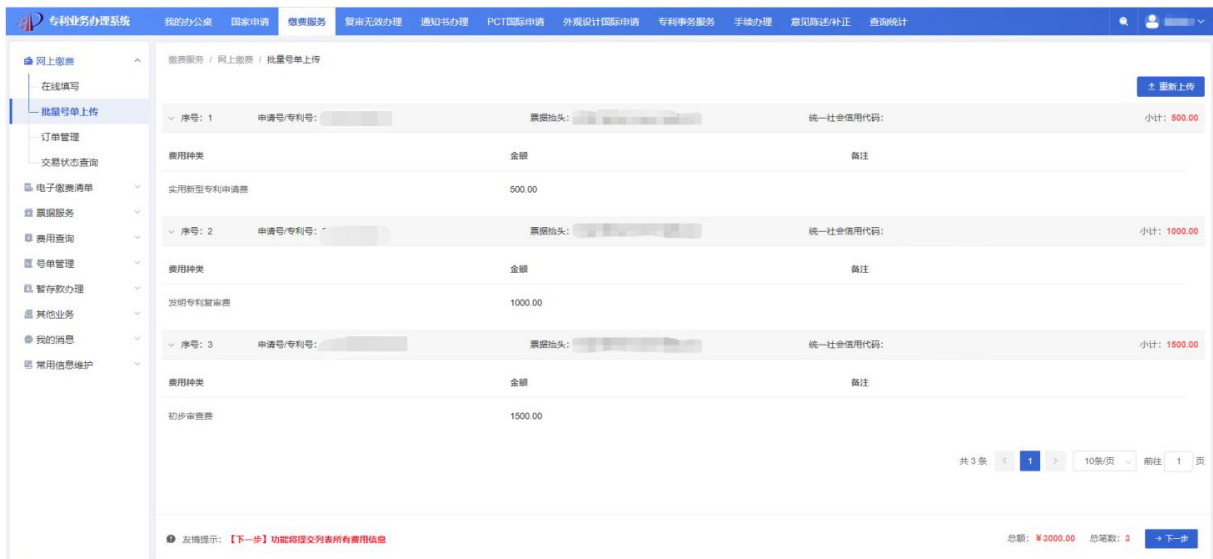 专利业务办理系统 我的办公桌 国家申请 缴费服务 复审无效办理 通知书办理 PCT国际申请 外观设计国际申请 专利事务服务 手续办理 意见陈述/补正 查询统计
网上缴费
在线填写
批量号单上传
订单管理
交易状态查询
电子缴费清单
票据服务
费用查询
号单管理
暂存款办理
其他业务
我的消息
常用信息维护
缴费服务 / 网上缴费 / 批量号单上传
重新上传
序号：1 申请号/专利号： 票据抬头： 统一社会信用代码： 小计：500.00
费用种类 金额 备注
实用新型专利申请费 500.00
序号：2 申请号/专利号： 票据抬头： 统一社会信用代码： 小计：1000.00
费用种类 金额 备注
发明专利复审费 1000.00
序号：3 申请号/专利号： 票据抬头： 统一社会信用代码： 小计：1500.00
费用种类 金额 备注
初步审查费 1500.00
共 3 条 < 1 > 10条/页 前往 1 页
友情提示：【下一步】功能将提交列表所有费用信息 总额：￥3000.00 总笔数：3 → 下一步